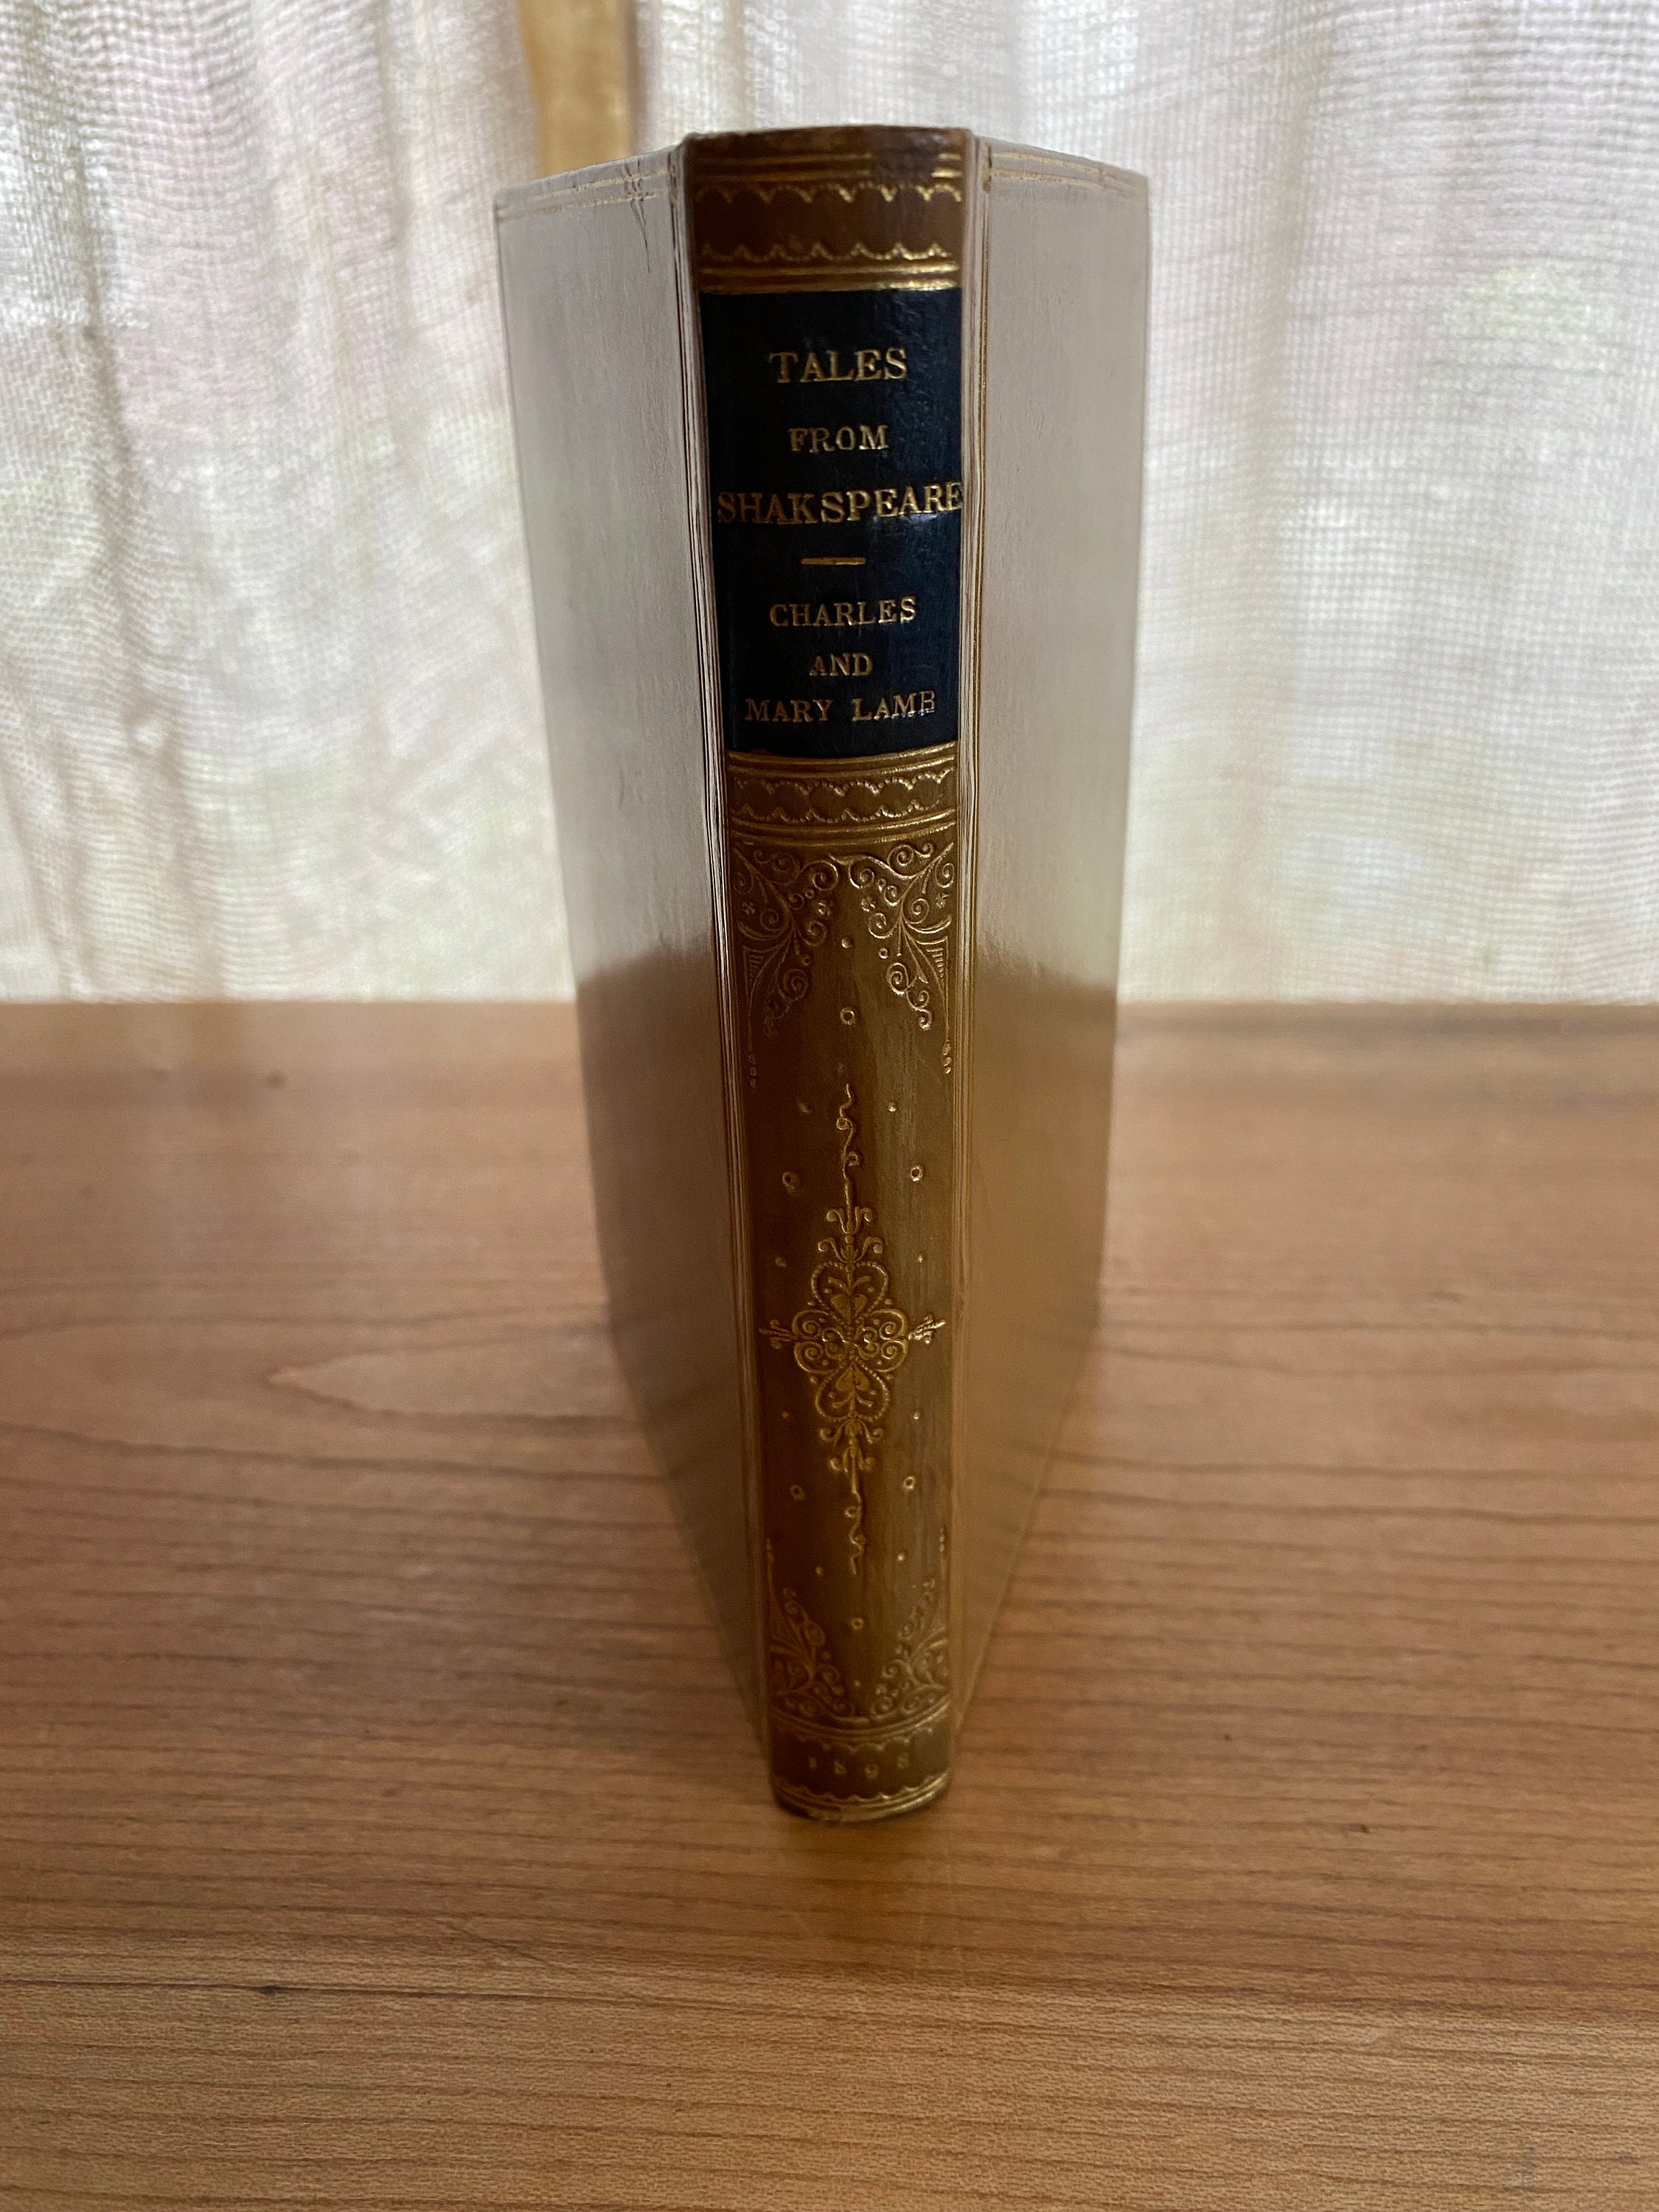 TALES
FROM
SHAKSPEARE
CHARLES
AND
MARY LAMB